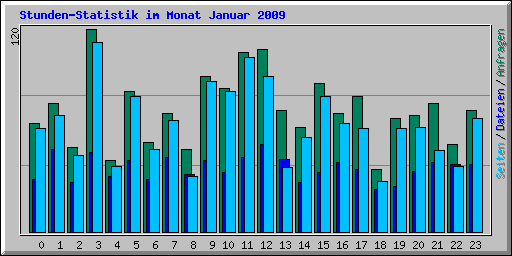 Stunden-Statistik im Monat Januar 2009
120
Seiten / Dateien / Anfragen
0 1 2 3 4 5 6 7 8 9 10 11 12 13 14 15 16 17 18 19 20 21 22 23